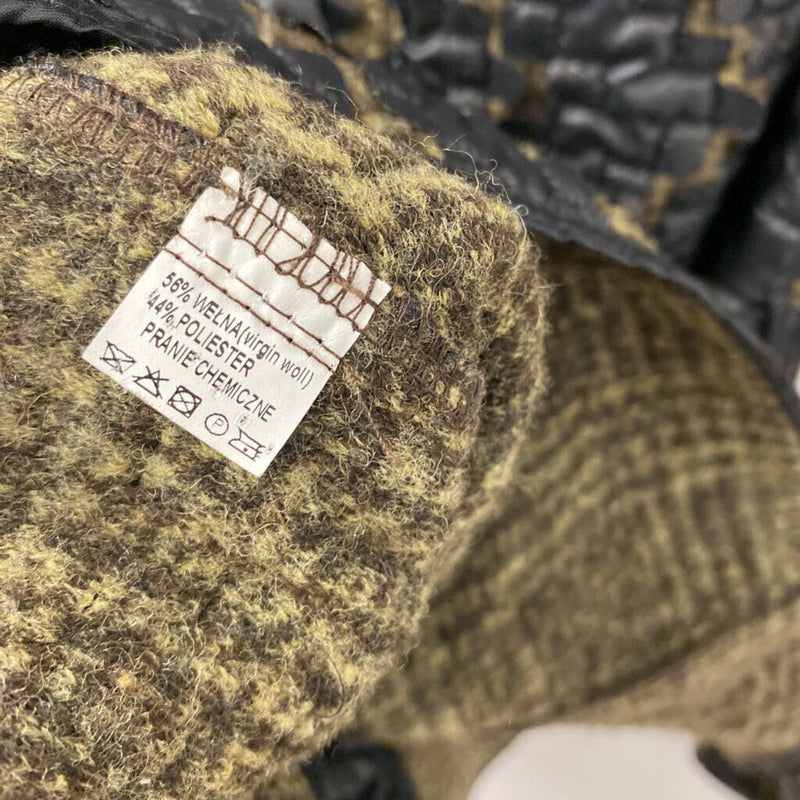 56% WEŁNA(virgin woll)
44% POLIESTER
PRANIE CHEMICZNE
P